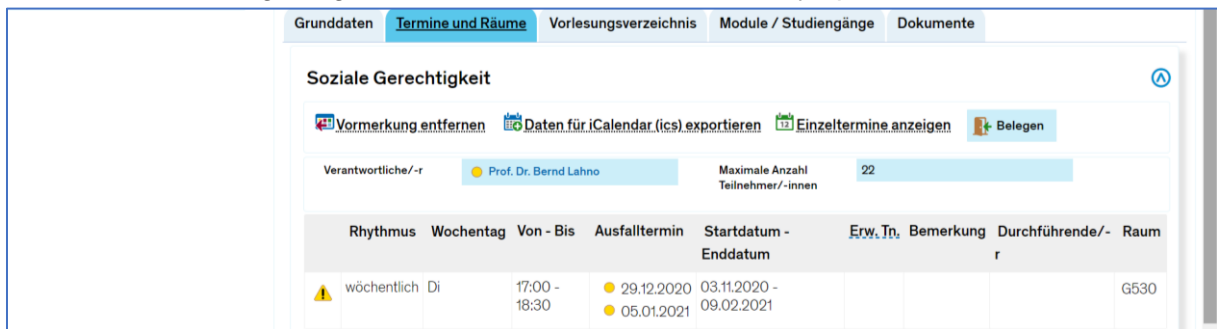 Grunddaten Termine und Räume Vorlesungsverzeichnis Module / Studiengänge Dokumente
Soziale Gerechtigkeit
Vormerkung entfernen Daten für iCalendar (ics) exportieren 12 Einzeltermine anzeigen Belegen
Verantwortliche/-r Prof. Dr. Bernd Lahno Maximale Anzahl 22
Teilnehmer/-innen
Rhythmus Wochentag Von - Bis Ausfalltermin Startdatum - Erw. Tn. Bemerkung Durchführende/- Raum
Enddatum r
wöchentlich Di 17:00 - 29.12.2020 03.11.2020 - G530
18:30 05.01.2021 09.02.2021